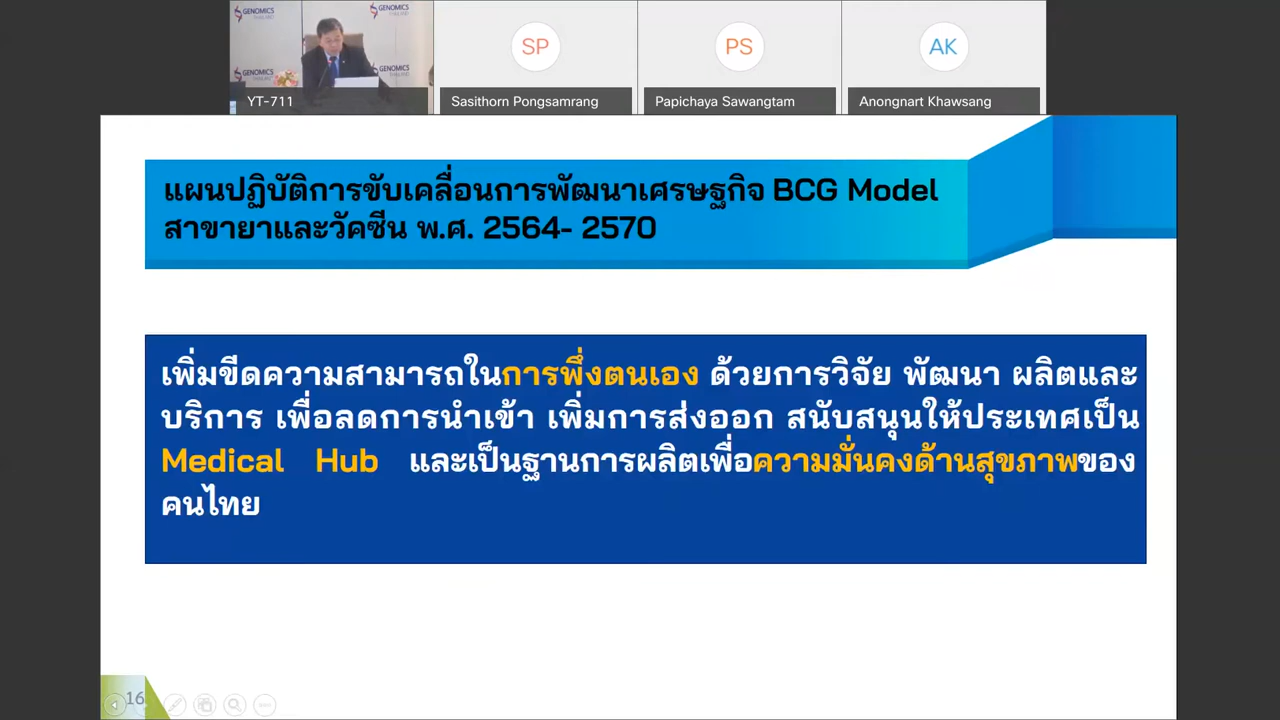 GENOMICS
THAILAND
GENOMICS
THAILAND
GENOMICS
THAILAND
GENOMICS
THAILAND
SP
PS
AK
YT-711
Sasithorn Pongsamrang
Papichaya Sawangtam
Anongnart Khawsang
แผนปฏิบัติการขับเคลื่อนการพัฒนาเศรษฐกิจ BCG Model
สาขายาและวัคซีน พ.ศ. 2564- 2570
เพิ่มขีดความสามารถในการพึ่งตนเอง ด้วยการวิจัย พัฒนา ผลิตและ
บริการ เพื่อลดการนำเข้า เพิ่มการส่งออก สนับสนุนให้ประเทศเป็น
Medical Hub และเป็นฐานการผลิตเพื่อความมั่นคงด้านสุขภาพของ
คนไทย
16